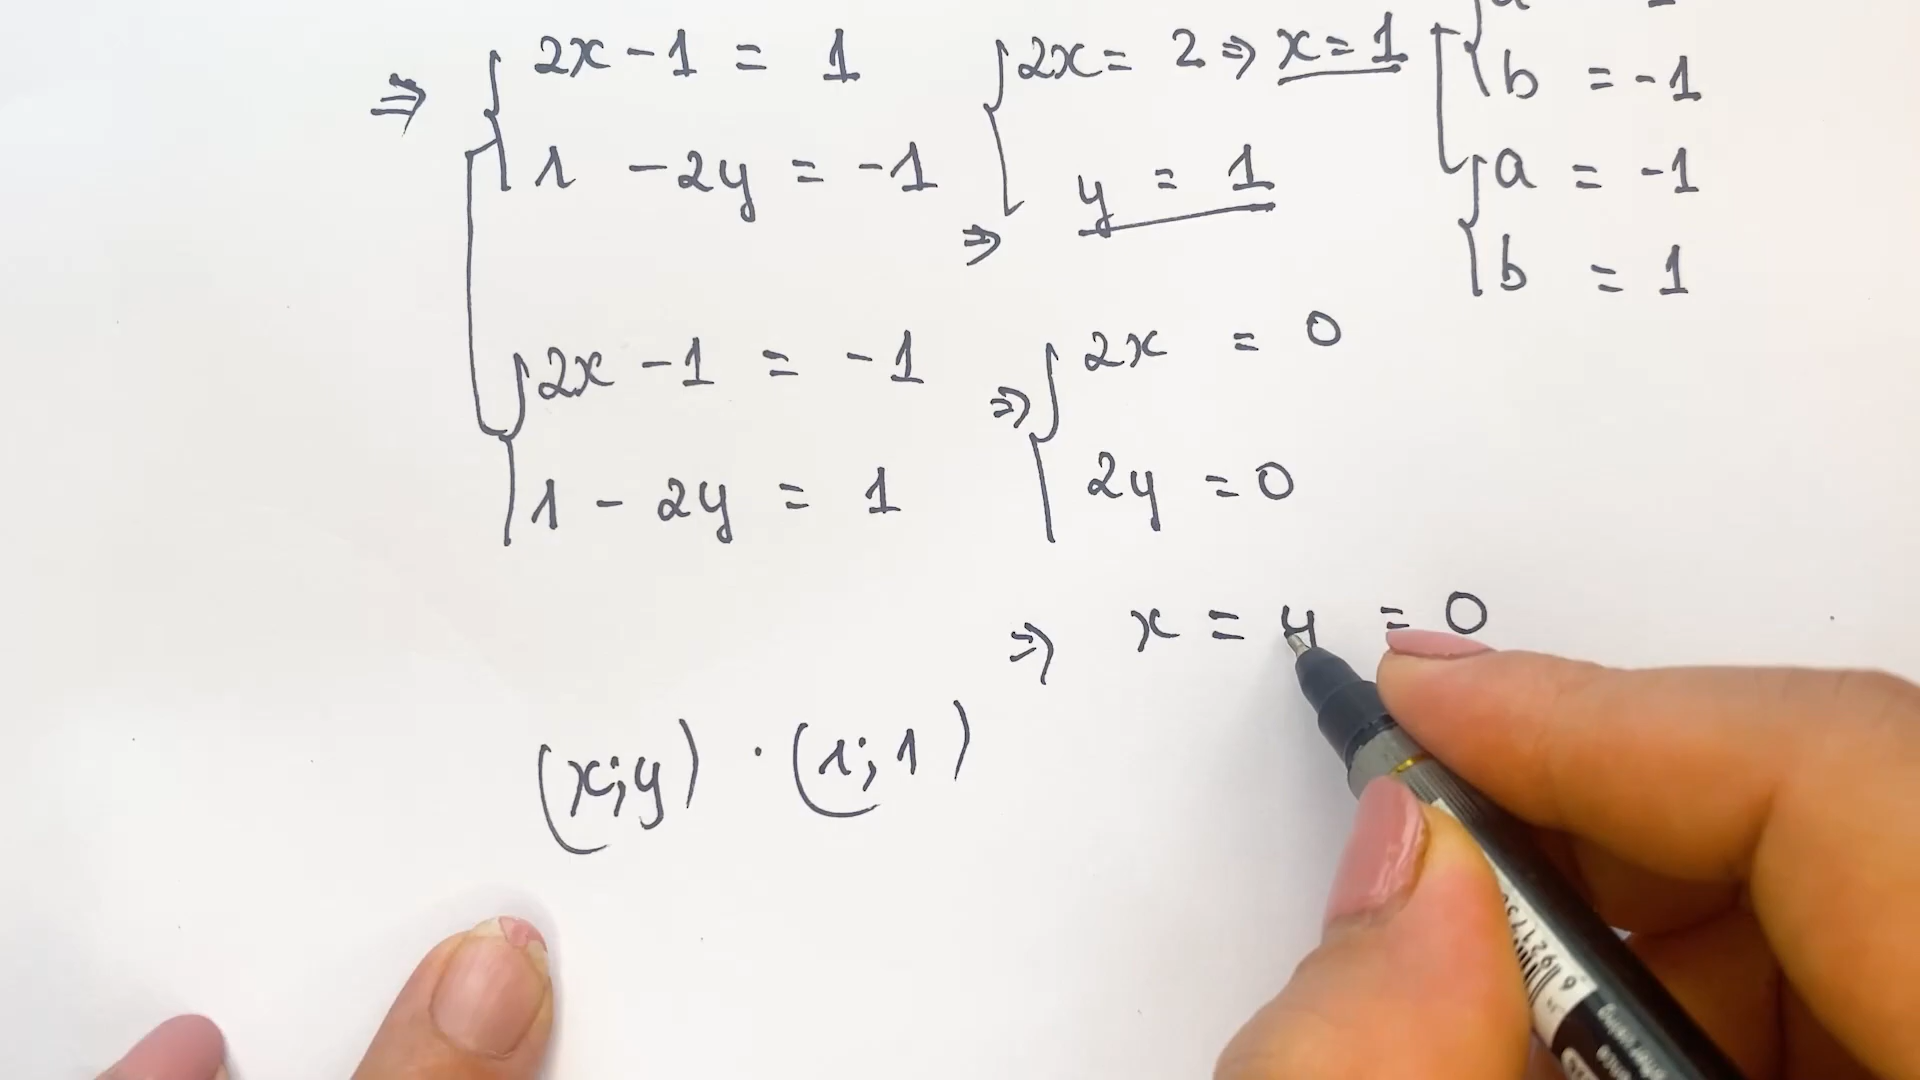 ⇒ { 2x - 1 = 1
1 - 2y = -1
{ 2x = 2 ⇒ x = 1
⇒ y = 1
b = -1
{ a = -1
b = 1
{ 2x - 1 = -1
1 - 2y = 1
⇒ { 2x = 0
2y = 0
⇒ x = y = 0
(x;y) · (1;1)